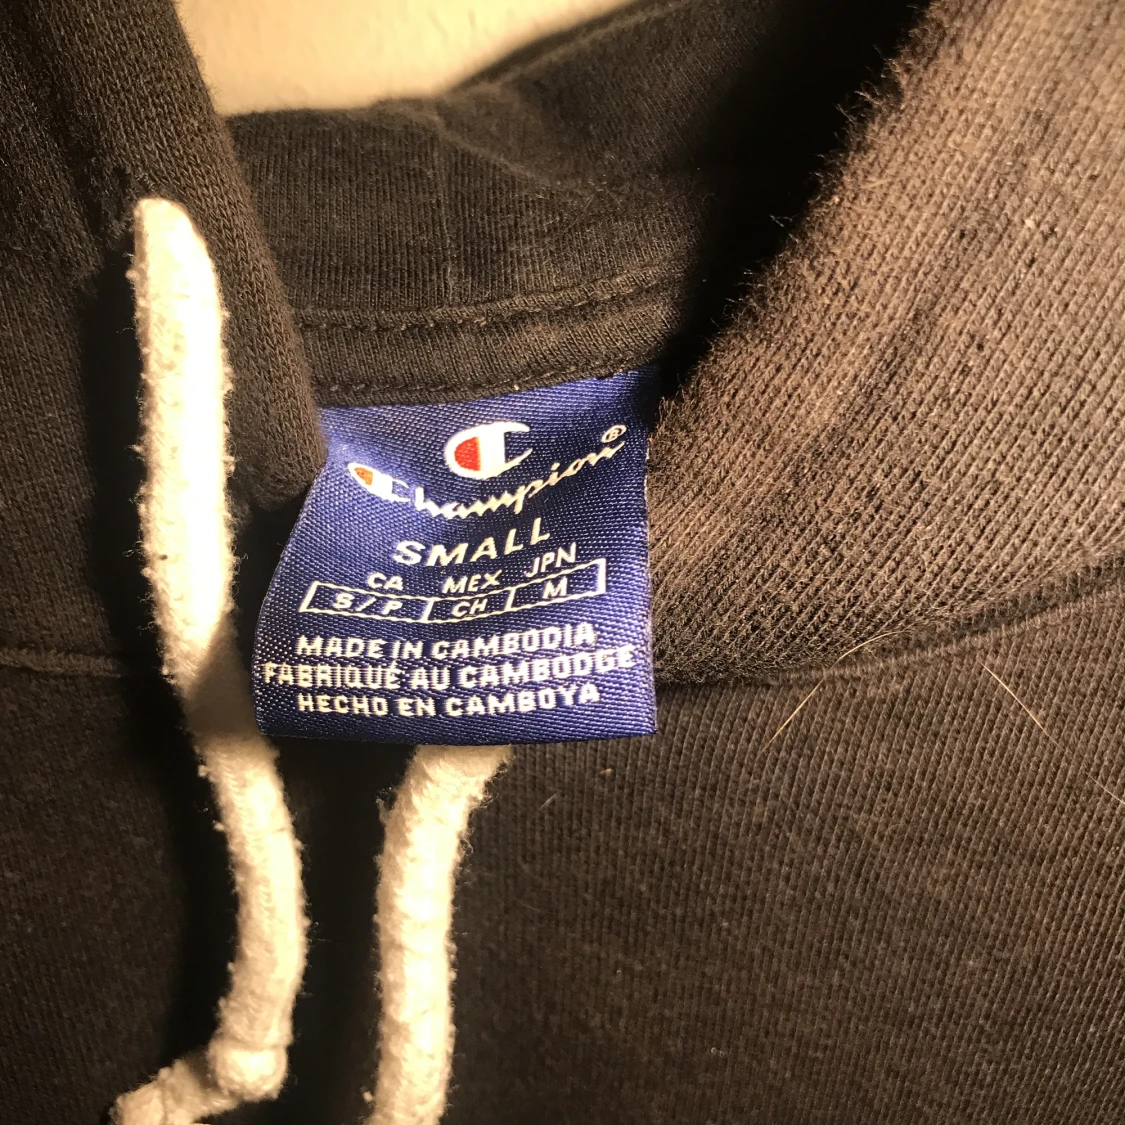 Champion®
SMALL
CA MEX JPN
S/P CH M
MADE IN CAMBODIA
FABRIQUÉ AU CAMBODGE
HECHO EN CAMBOYA